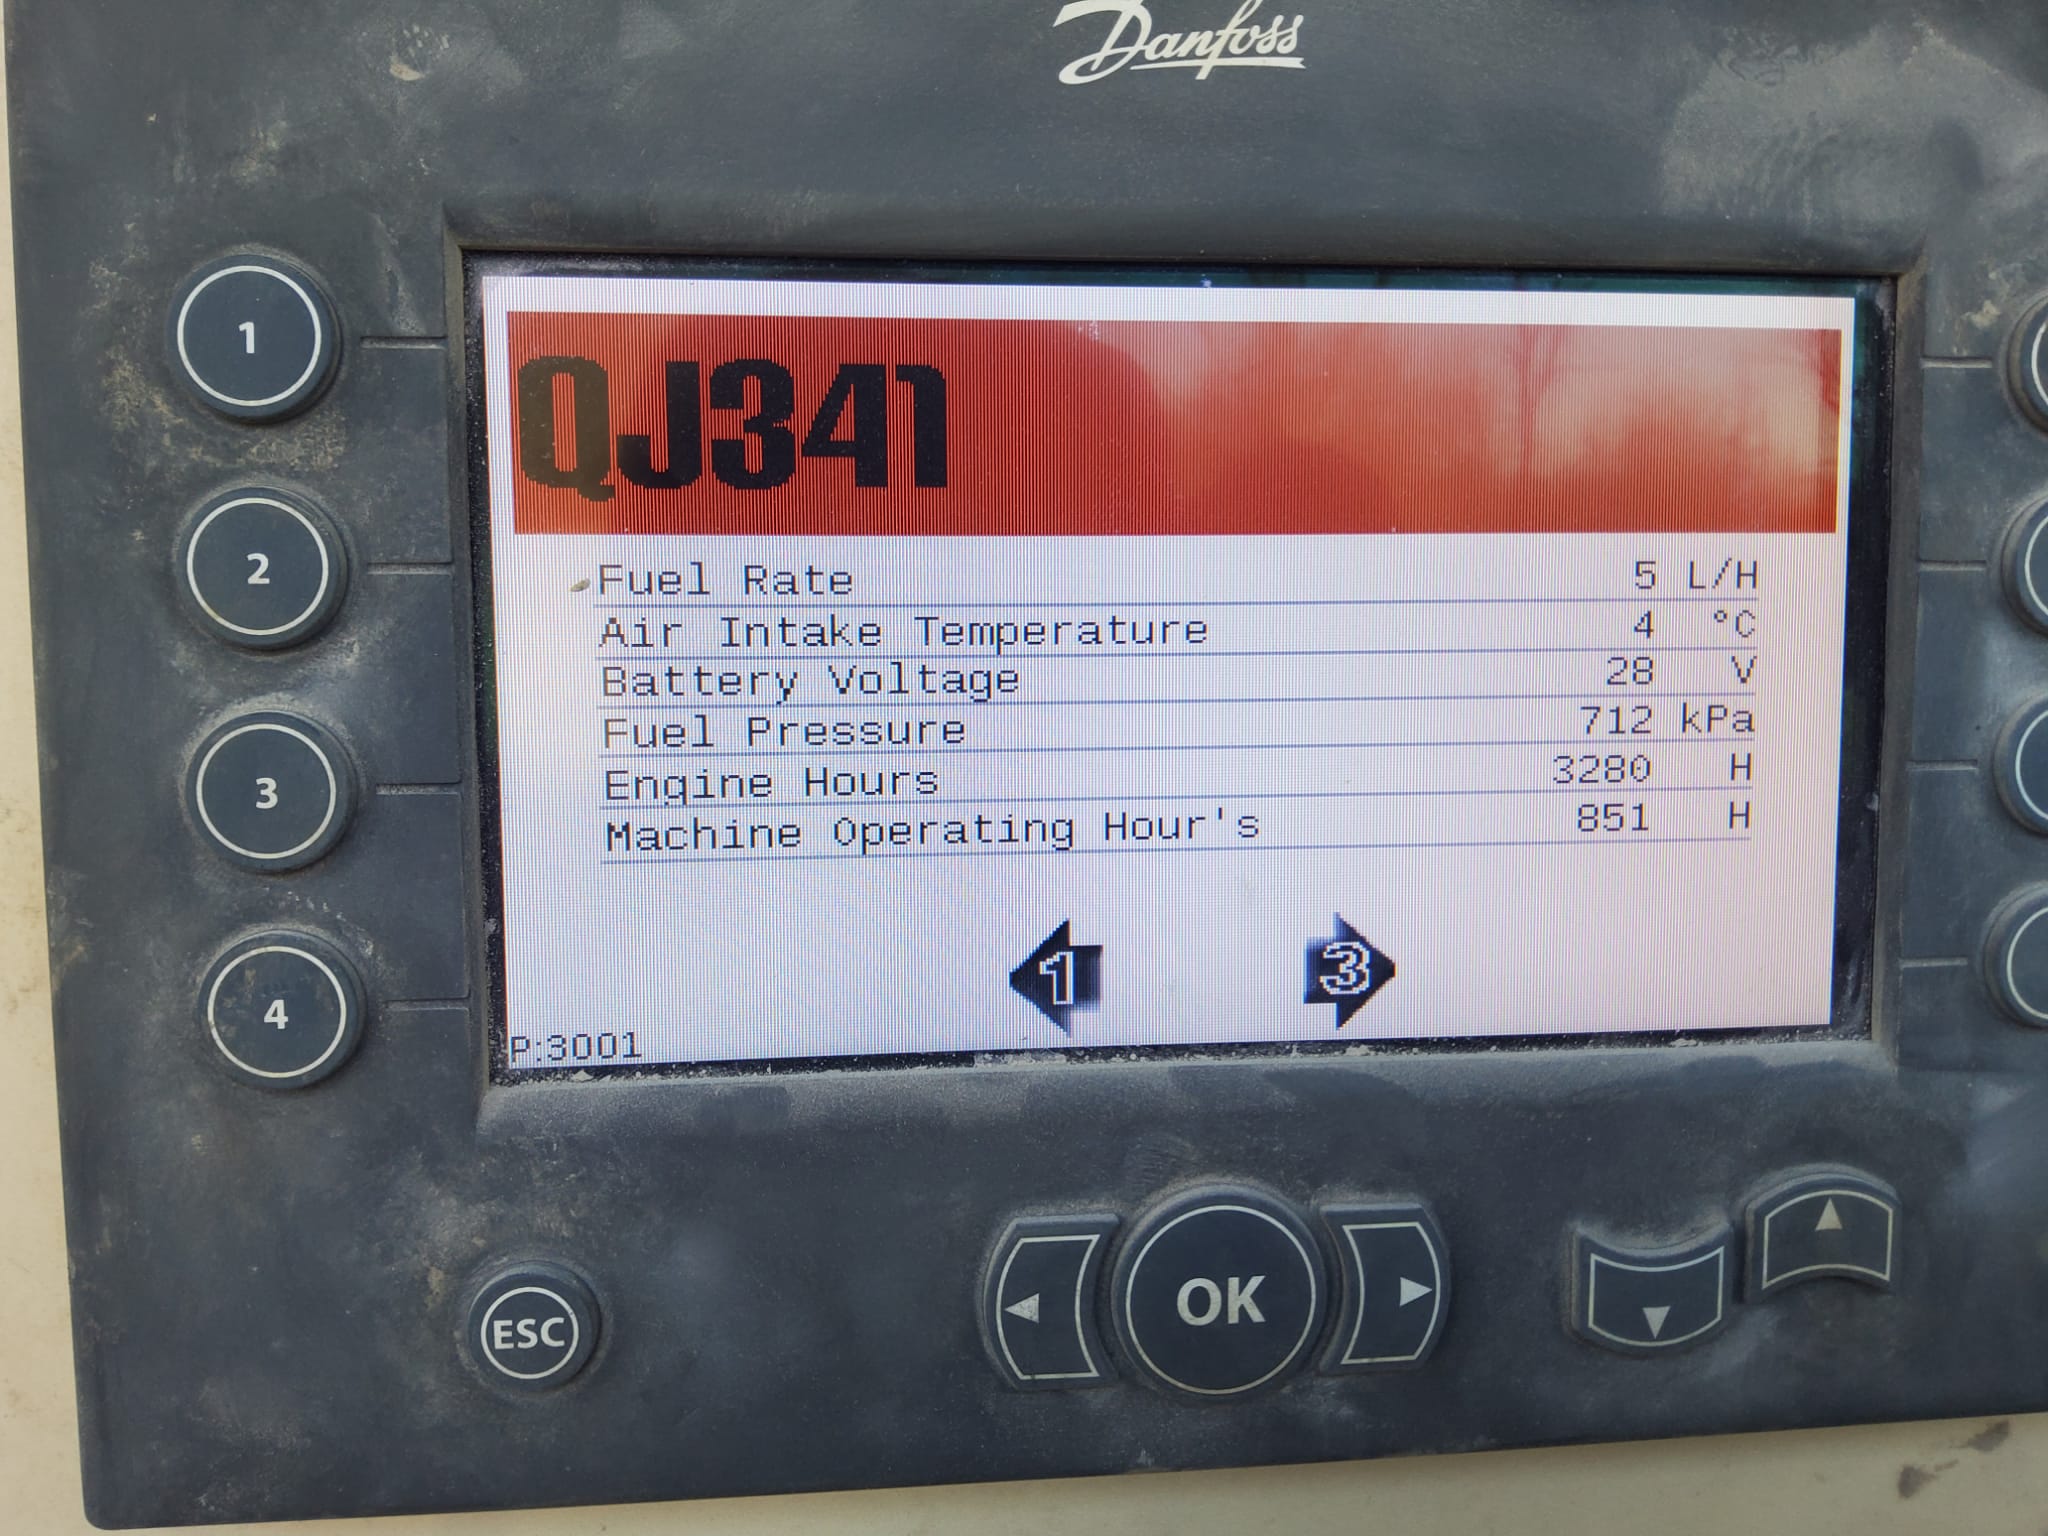 Danfoss
QJ341
Fuel Rate 5 L/H
Air Intake Temperature 4 °C
Battery Voltage 28 V
Fuel Pressure 712 kPa
Engine Hours 3280 H
Machine Operating Hour's 851 H
1 3
P:3001
1
2
3
4
ESC
OK